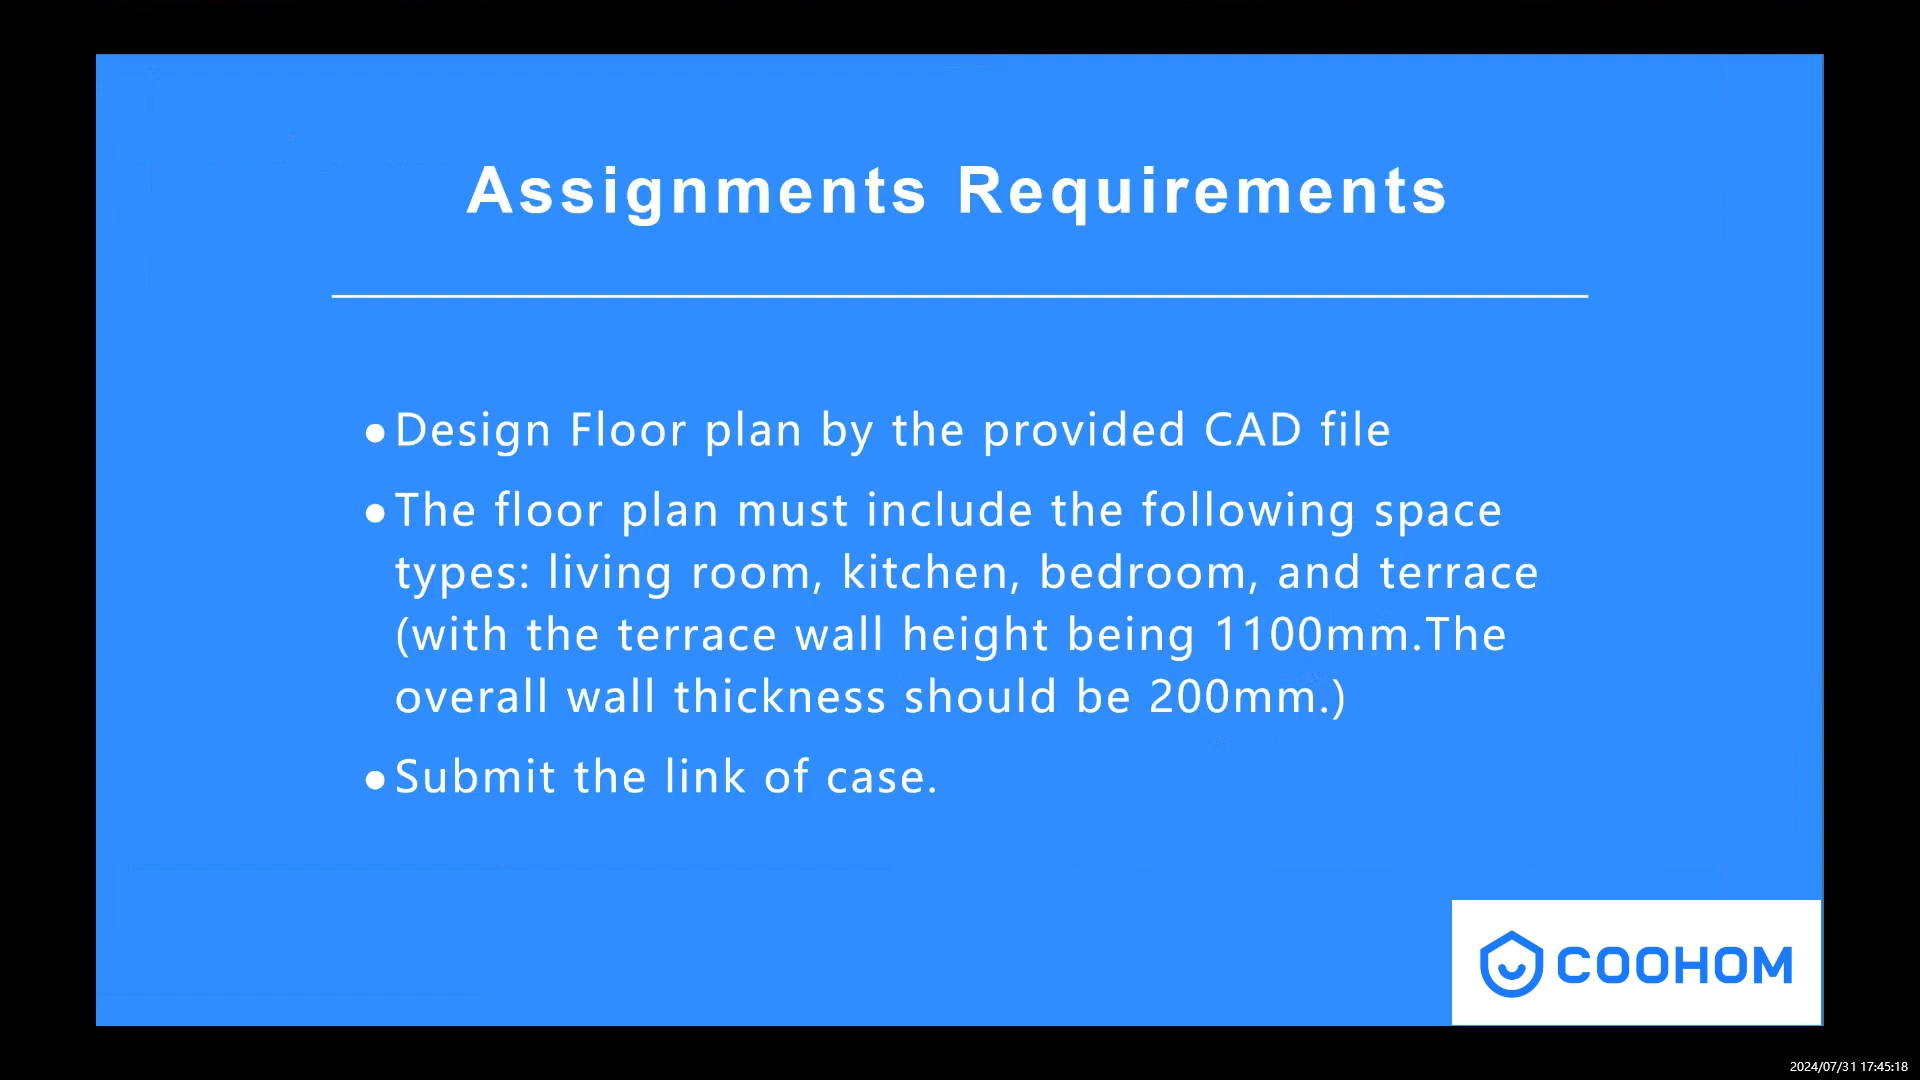 Assignments Requirements
●Design Floor plan by the provided CAD file
●The floor plan must include the following space
types: living room, kitchen, bedroom, and terrace
(with the terrace wall height being 1100mm.The
overall wall thickness should be 200mm.)
●Submit the link of case.
COOHOM
2024/07/31 17:45:18